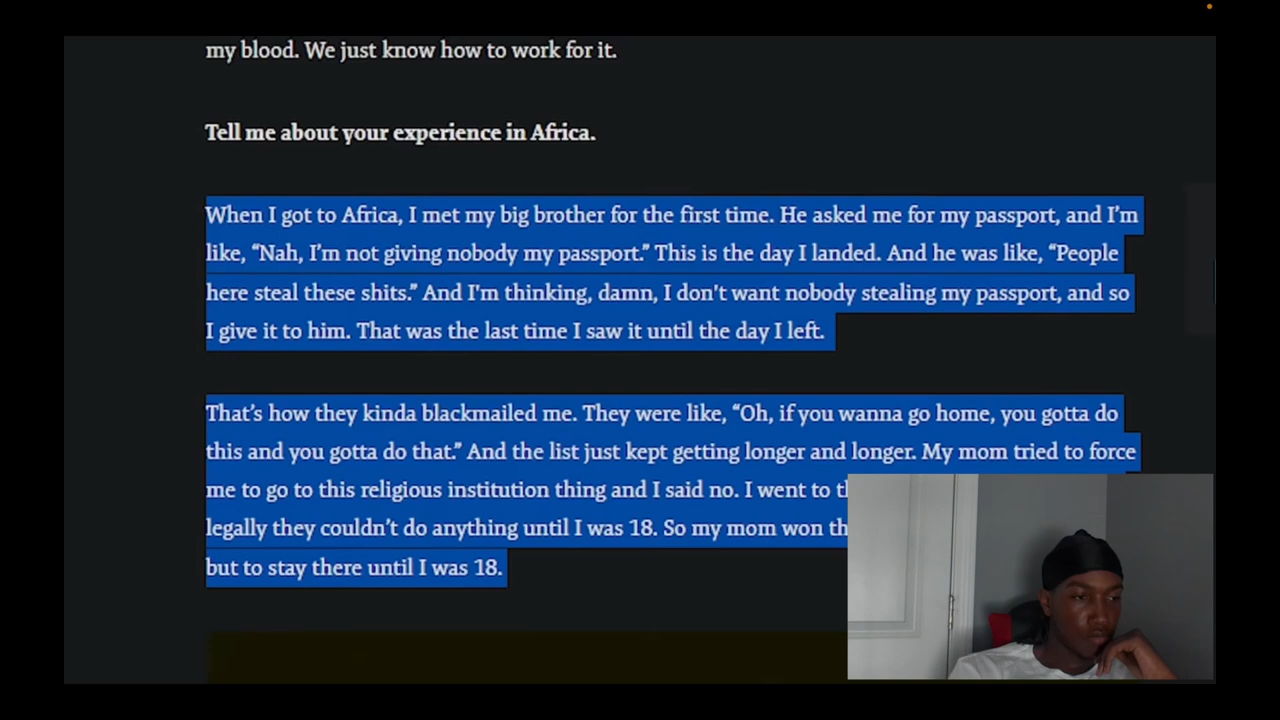 my blood. We just know how to work for it.
Tell me about your experience in Africa.
When I got to Africa, I met my big brother for the first time. He asked me for my passport, and I’m
like, “Nah, I’m not giving nobody my passport.” This is the day I landed. And he was like, “People
here steal these shits.” And I'm thinking, damn, I don't want nobody stealing my passport, and so
I give it to him. That was the last time I saw it until the day I left.
That’s how they kinda blackmailed me. They were like, “Oh, if you wanna go home, you gotta do
this and you gotta do that.” And the list just kept getting longer and longer. My mom tried to force
me to go to this religious institution thing and I said no. I went to
legally they couldn’t do anything until I was 18. So my mom won
but to stay there until I was 18.